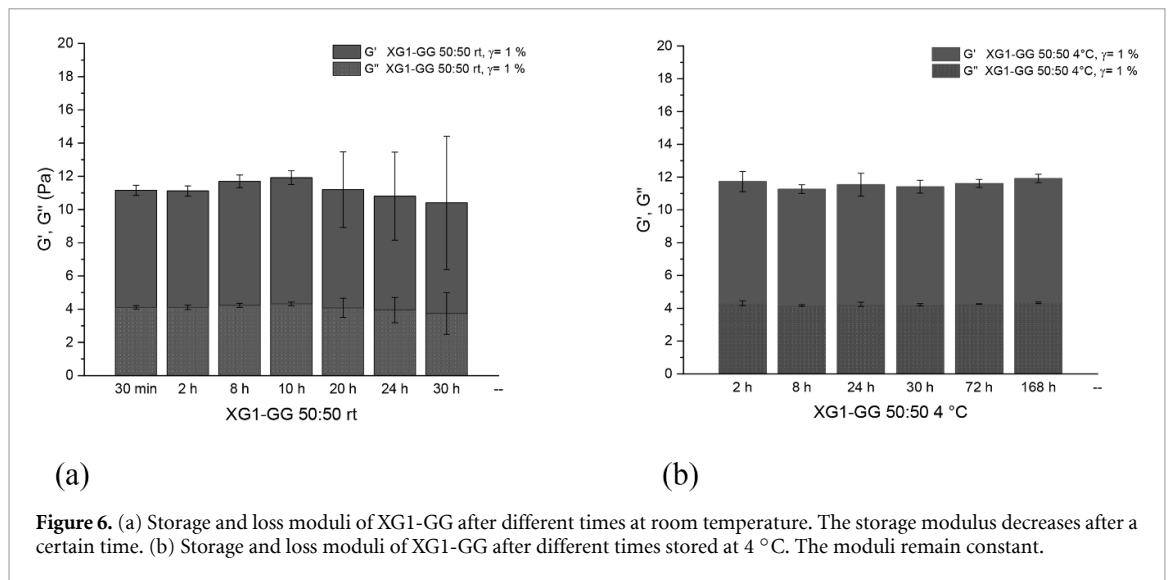 20
18
16
14
12
10
8
6
4
2
0
G', G'' (Pa)
G' XG1-GG 50:50 rt, γ= 1 %
G" XG1-GG 50:50 rt, γ= 1 %
30 min 2 h 8 h 10 h 20 h 24 h 30 h --
XG1-GG 50:50 rt
(a)
20
18
16
14
12
10
8
6
4
2
0
G', G''
G' XG1-GG 50:50 4°C, γ= 1 %
G" XG1-GG 50:50 4°C, γ= 1 %
2 h 8 h 24 h 30 h 72 h 168 h --
XG1-GG 50:50 4 °C
(b)
Figure 6. (a) Storage and loss moduli of XG1-GG after different times at room temperature. The storage modulus decreases after a
certain time. (b) Storage and loss moduli of XG1-GG after different times stored at 4 °C. The moduli remain constant.